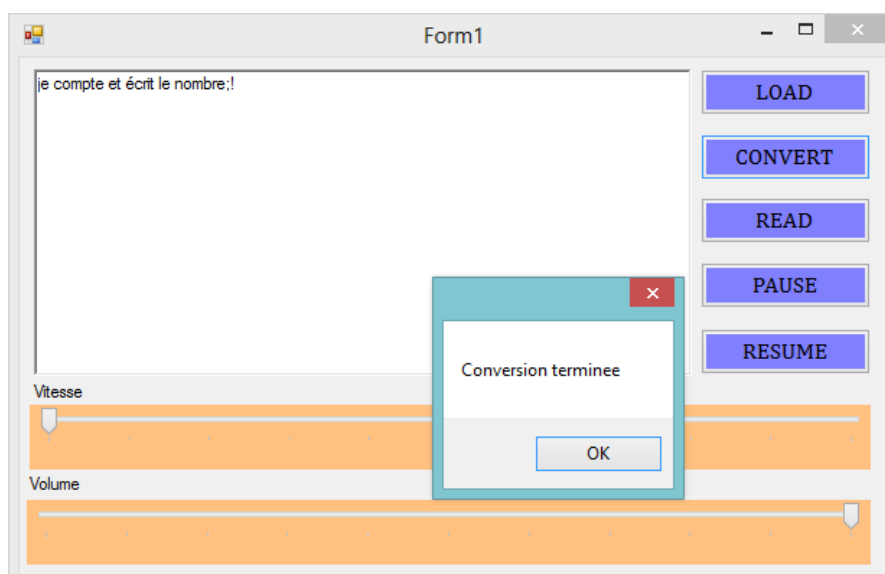 Form1
je compte et écrit le nombre;!
LOAD
CONVERT
READ
PAUSE
RESUME
Conversion terminee
OK
Vitesse
Volume